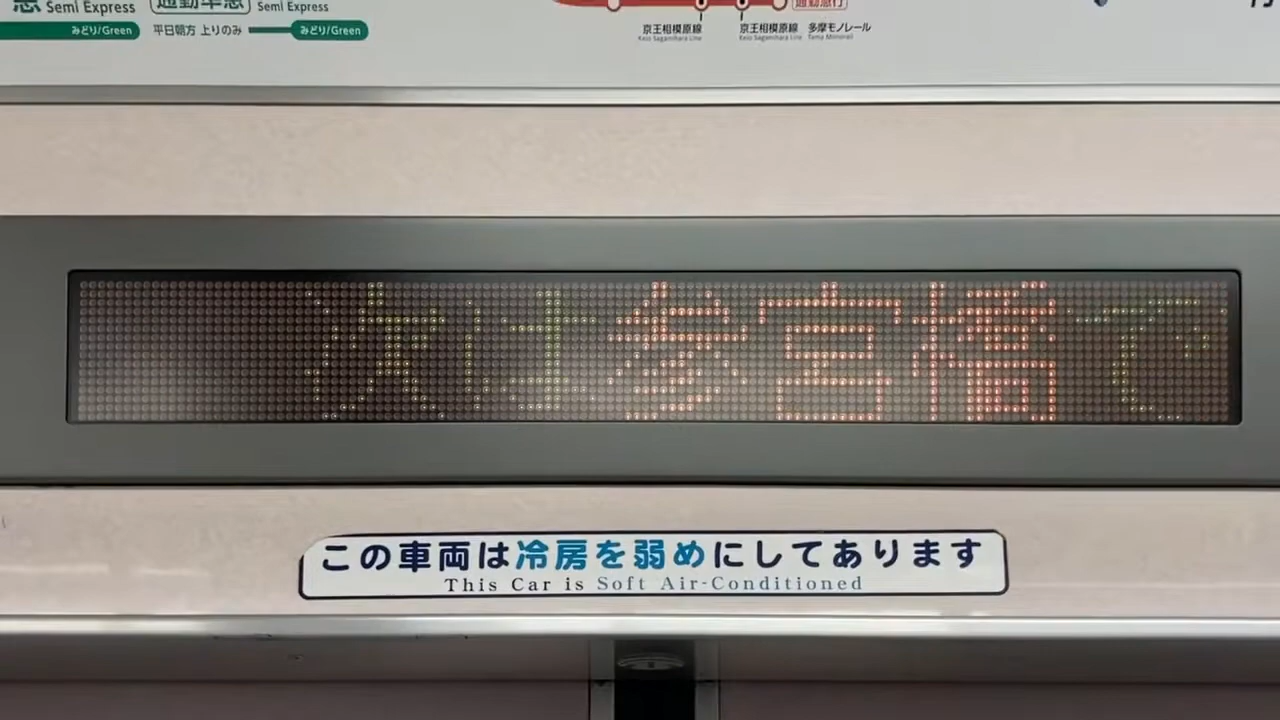 急 Semi Express 通勤準急 Semi Express
みどり/Green 平日朝方 上りのみ みどり/Green
通勤急行
京王相模原線 京王相模原線 多摩モノレール
Keio Sagamihara Line Keio Sagamihara Line Tama Monorail
次は参宮橋で
この車両は冷房を弱めにしてあります
This Car is Soft Air-Conditioned